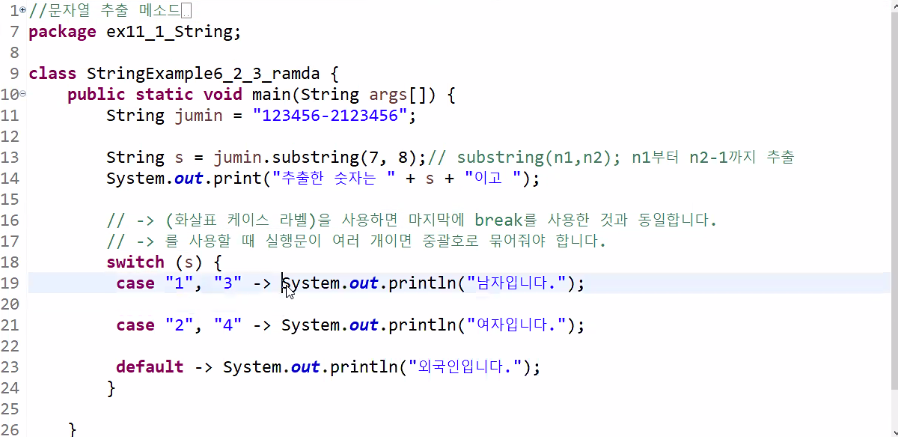 1 //문자열 추출 메소드..
7 package ex11_1_String;
8
9 class StringExample6_2_3_ramda {
10 public static void main(String args[]) {
11 String jumin = "123456-2123456";
12
13 String s = jumin.substring(7, 8);// substring(n1,n2); n1부터 n2-1까지 추출
14 System.out.print("추출한 숫자는 " + s + "이고 ");
15
16 // -> (화살표 케이스 라벨)을 사용하면 마지막에 break를 사용한 것과 동일합니다.
17 // -> 를 사용할 때 실행문이 여러 개이면 중괄호로 묶어줘야 합니다.
18 switch (s) {
19 case "1", "3" -> System.out.println("남자입니다.");
20
21 case "2", "4" -> System.out.println("여자입니다.");
22
23 default -> System.out.println("외국인입니다.");
24 }
25
26 }